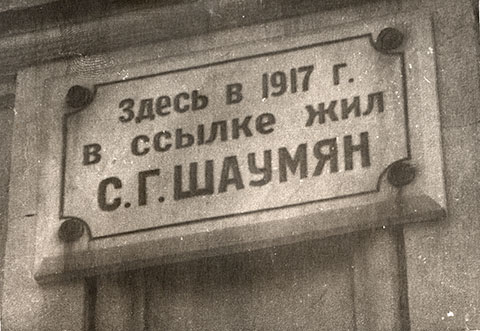 Здесь в 1917 г.
в ссылке жил
С.Г.ШАУМЯН